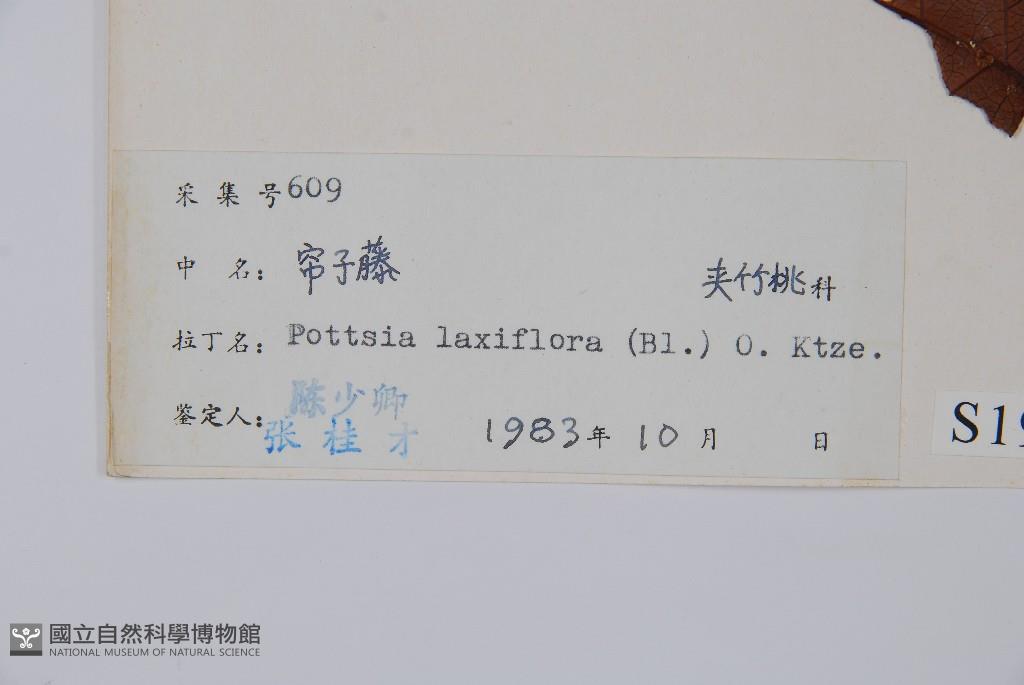 采集号609
中名: 帘子藤 夹竹桃科
拉丁名: Pottsia laxiflora (Bl.) O. Ktze.
鉴定人: 陈少卿
张桂才 1983年10月 日
S19
國立自然科學博物館
NATIONAL MUSEUM OF NATURAL SCIENCE